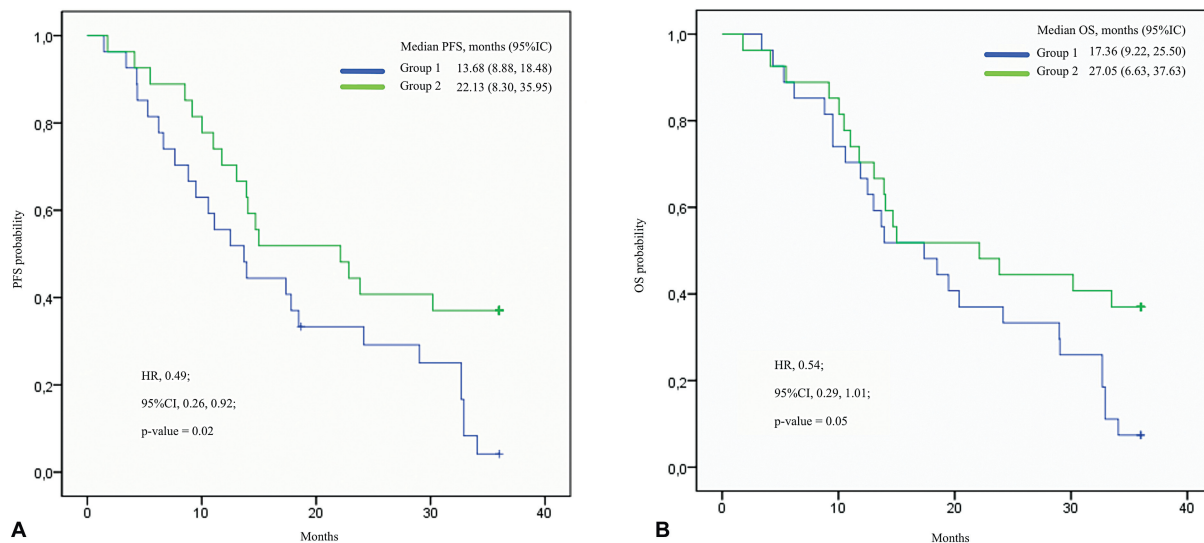 Median PFS, months (95%IC)
Group 1 13.68 (8.88, 18.48)
Group 2 22.13 (8.30, 35.95)
1,0
0,8
0,6
0,4
0,2
0,0
PFS probability
HR, 0.49;
95%CI, 0.26, 0.92;
p-value = 0.02
0 10 20 30 40
Months
A
Median OS, months (95%IC)
Group 1 17.36 (9.22, 25.50)
Group 2 27.05 (6.63, 37.63)
1,0
0,8
0,6
0,4
0,2
0,0
OS probability
HR, 0.54;
95%CI, 0.29, 1.01;
p-value = 0.05
0 10 20 30 40
Months
B